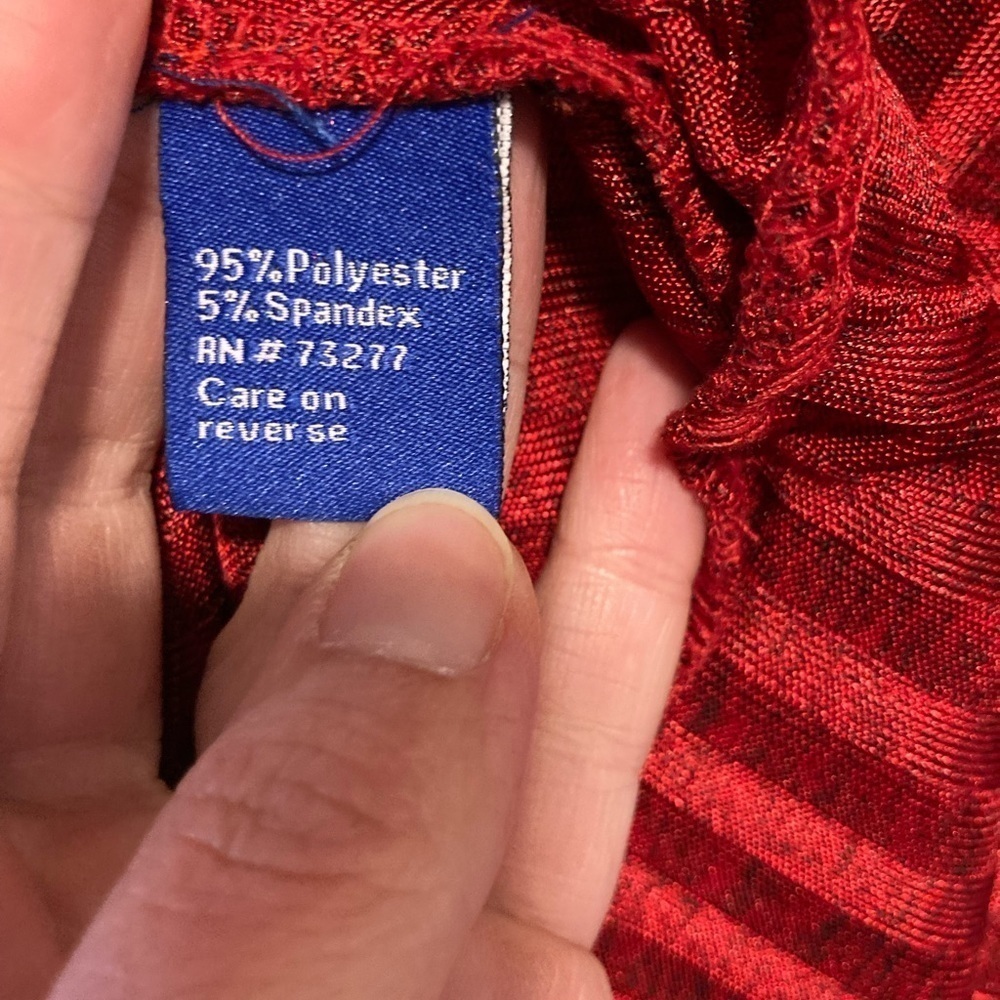 95%Polyester
5%Spandex
RN # 73277
Care on
reverse